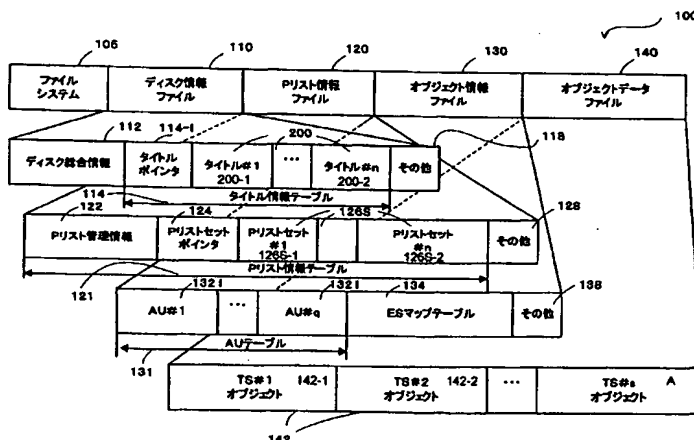 100
106
110
120
130
140
ファイル
システム
ディスク情報
ファイル
Pリスト情報
ファイル
オブジェクト情報
ファイル
オブジェクトデータ
ファイル
112
114-1
200
118
ディスク総合情報
タイトル
ポインタ
タイトル#1
200-1
...
タイトル#n
200-2
その他
114
タイトル情報テーブル
122
124
126S
128
Pリスト管理情報
Pリストセット
ポインタ
Pリストセット
#1
126S-1
Pリストセット
#n
126S-2
その他
121
Pリスト情報テーブル
132I
132I
134
138
AU#1
...
AU#q
ESマップテーブル
その他
131
AUテーブル
TS#1 142-1
オブジェクト
TS#2 142-2
オブジェクト
...
TS#s A
オブジェクト
142